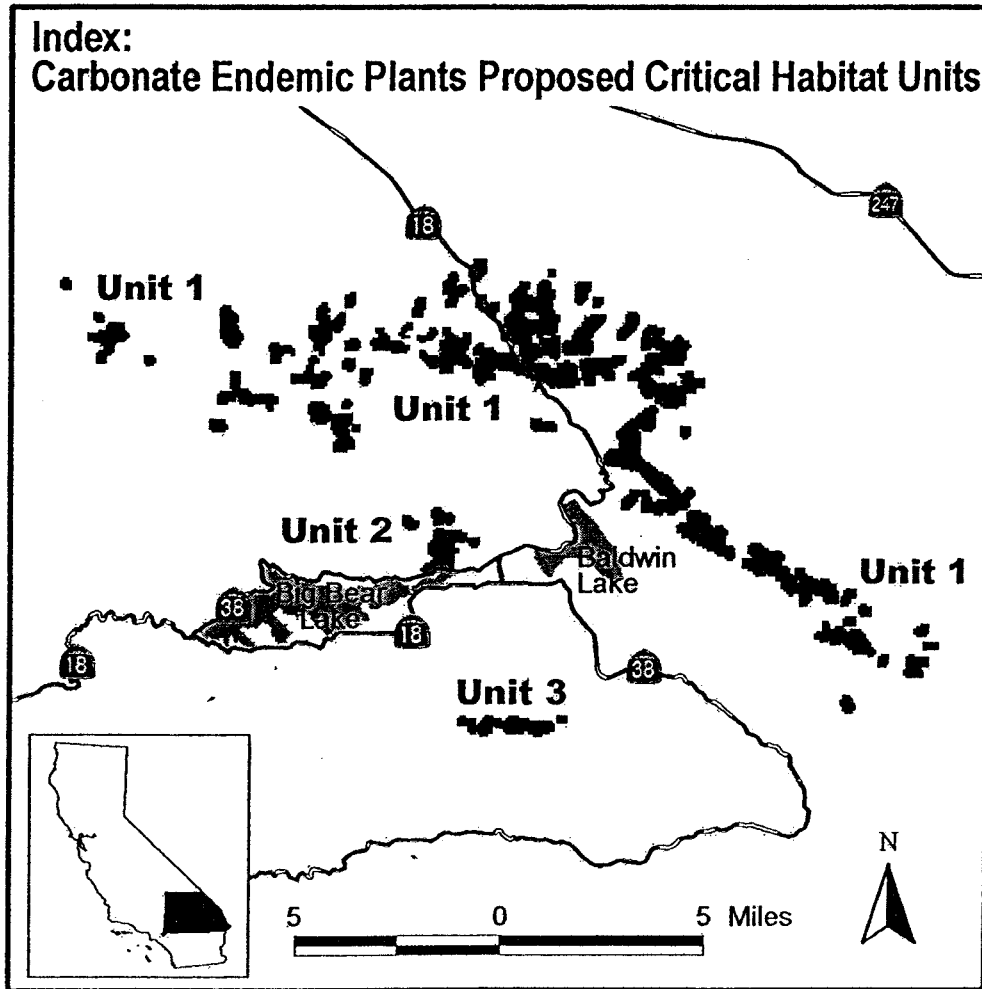 Index:
Carbonate Endemic Plants Proposed Critical Habitat Units
247
18
Unit 1
Unit 1
Unit 2
Baldwin
Lake
Unit 1
Big Bear
Lake
38
18
18
38
Unit 3
N
5 0 5 Miles